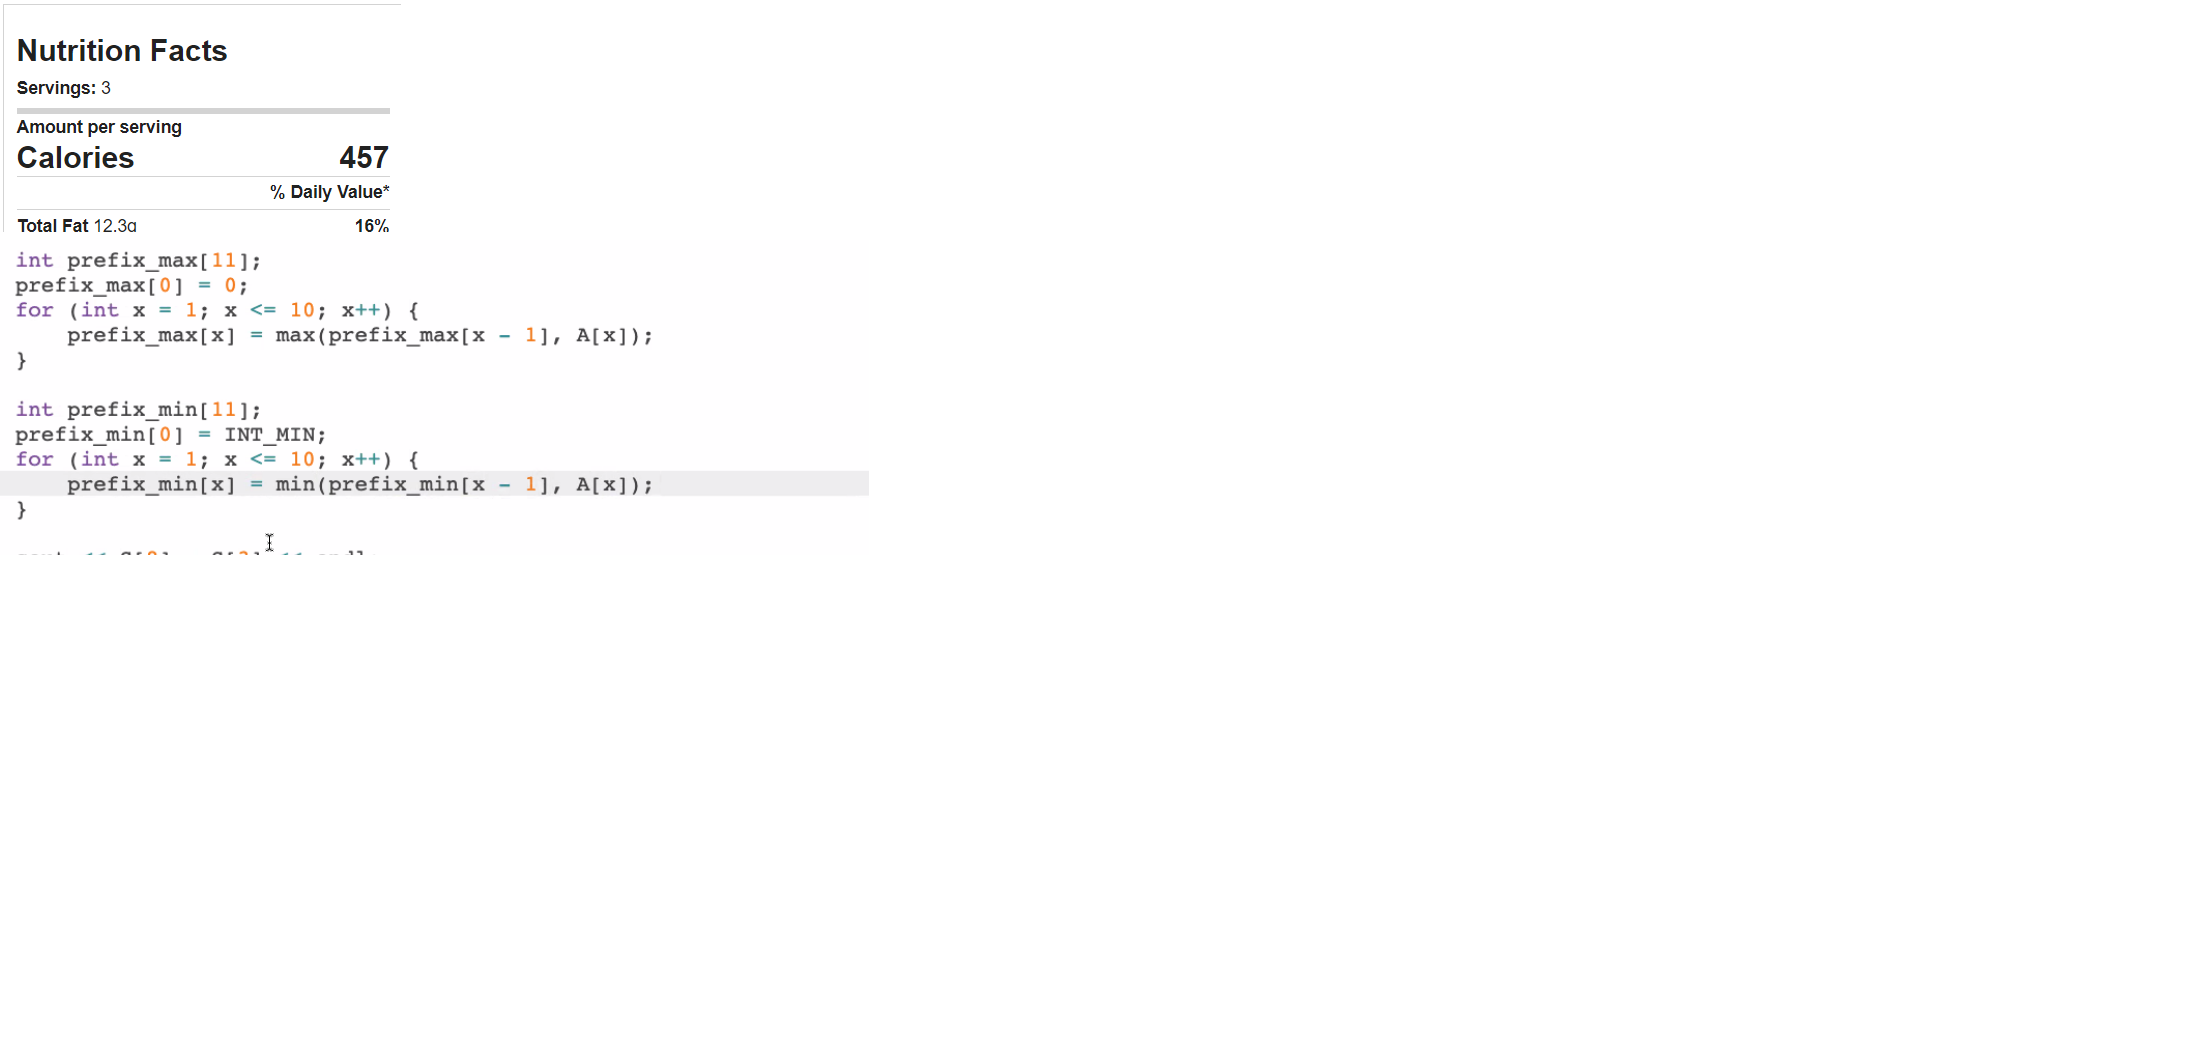 Nutrition Facts
Servings: 3
Amount per serving
Calories 457
% Daily Value*
Total Fat 12.3g 16%
int prefix_max[11];
prefix_max[0] = 0;
for (int x = 1; x <= 10; x++) {
    prefix_max[x] = max(prefix_max[x - 1], A[x]);
}
int prefix_min[11];
prefix_min[0] = INT_MIN;
for (int x = 1; x <= 10; x++) {
    prefix_min[x] = min(prefix_min[x - 1], A[x]);
}